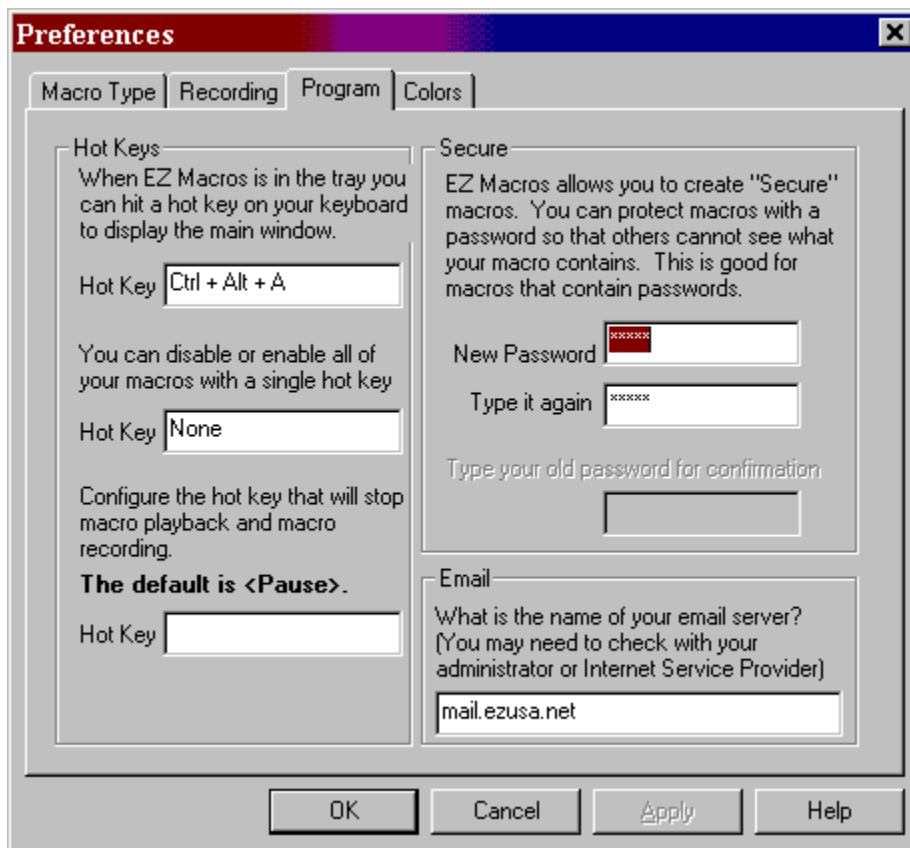 Preferences
Macro Type
Recording
Program
Colors
Hot Keys
When EZ Macros is in the tray you
can hit a hot key on your keyboard
to display the main window.
Hot Key Ctrl + Alt + A
You can disable or enable all of
your macros with a single hot key
Hot Key None
Configure the hot key that will stop
macro playback and macro
recording.
The default is <Pause>.
Hot Key
Secure
EZ Macros allows you to create "Secure"
macros. You can protect macros with a
password so that others cannot see what
your macro contains. This is good for
macros that contain passwords.
New Password *****
Type it again *****
Type your old password for confirmation
Email
What is the name of your email server?
(You may need to check with your
administrator or Internet Service Provider)
mail.ezusa.net
OK
Cancel
Apply
Help